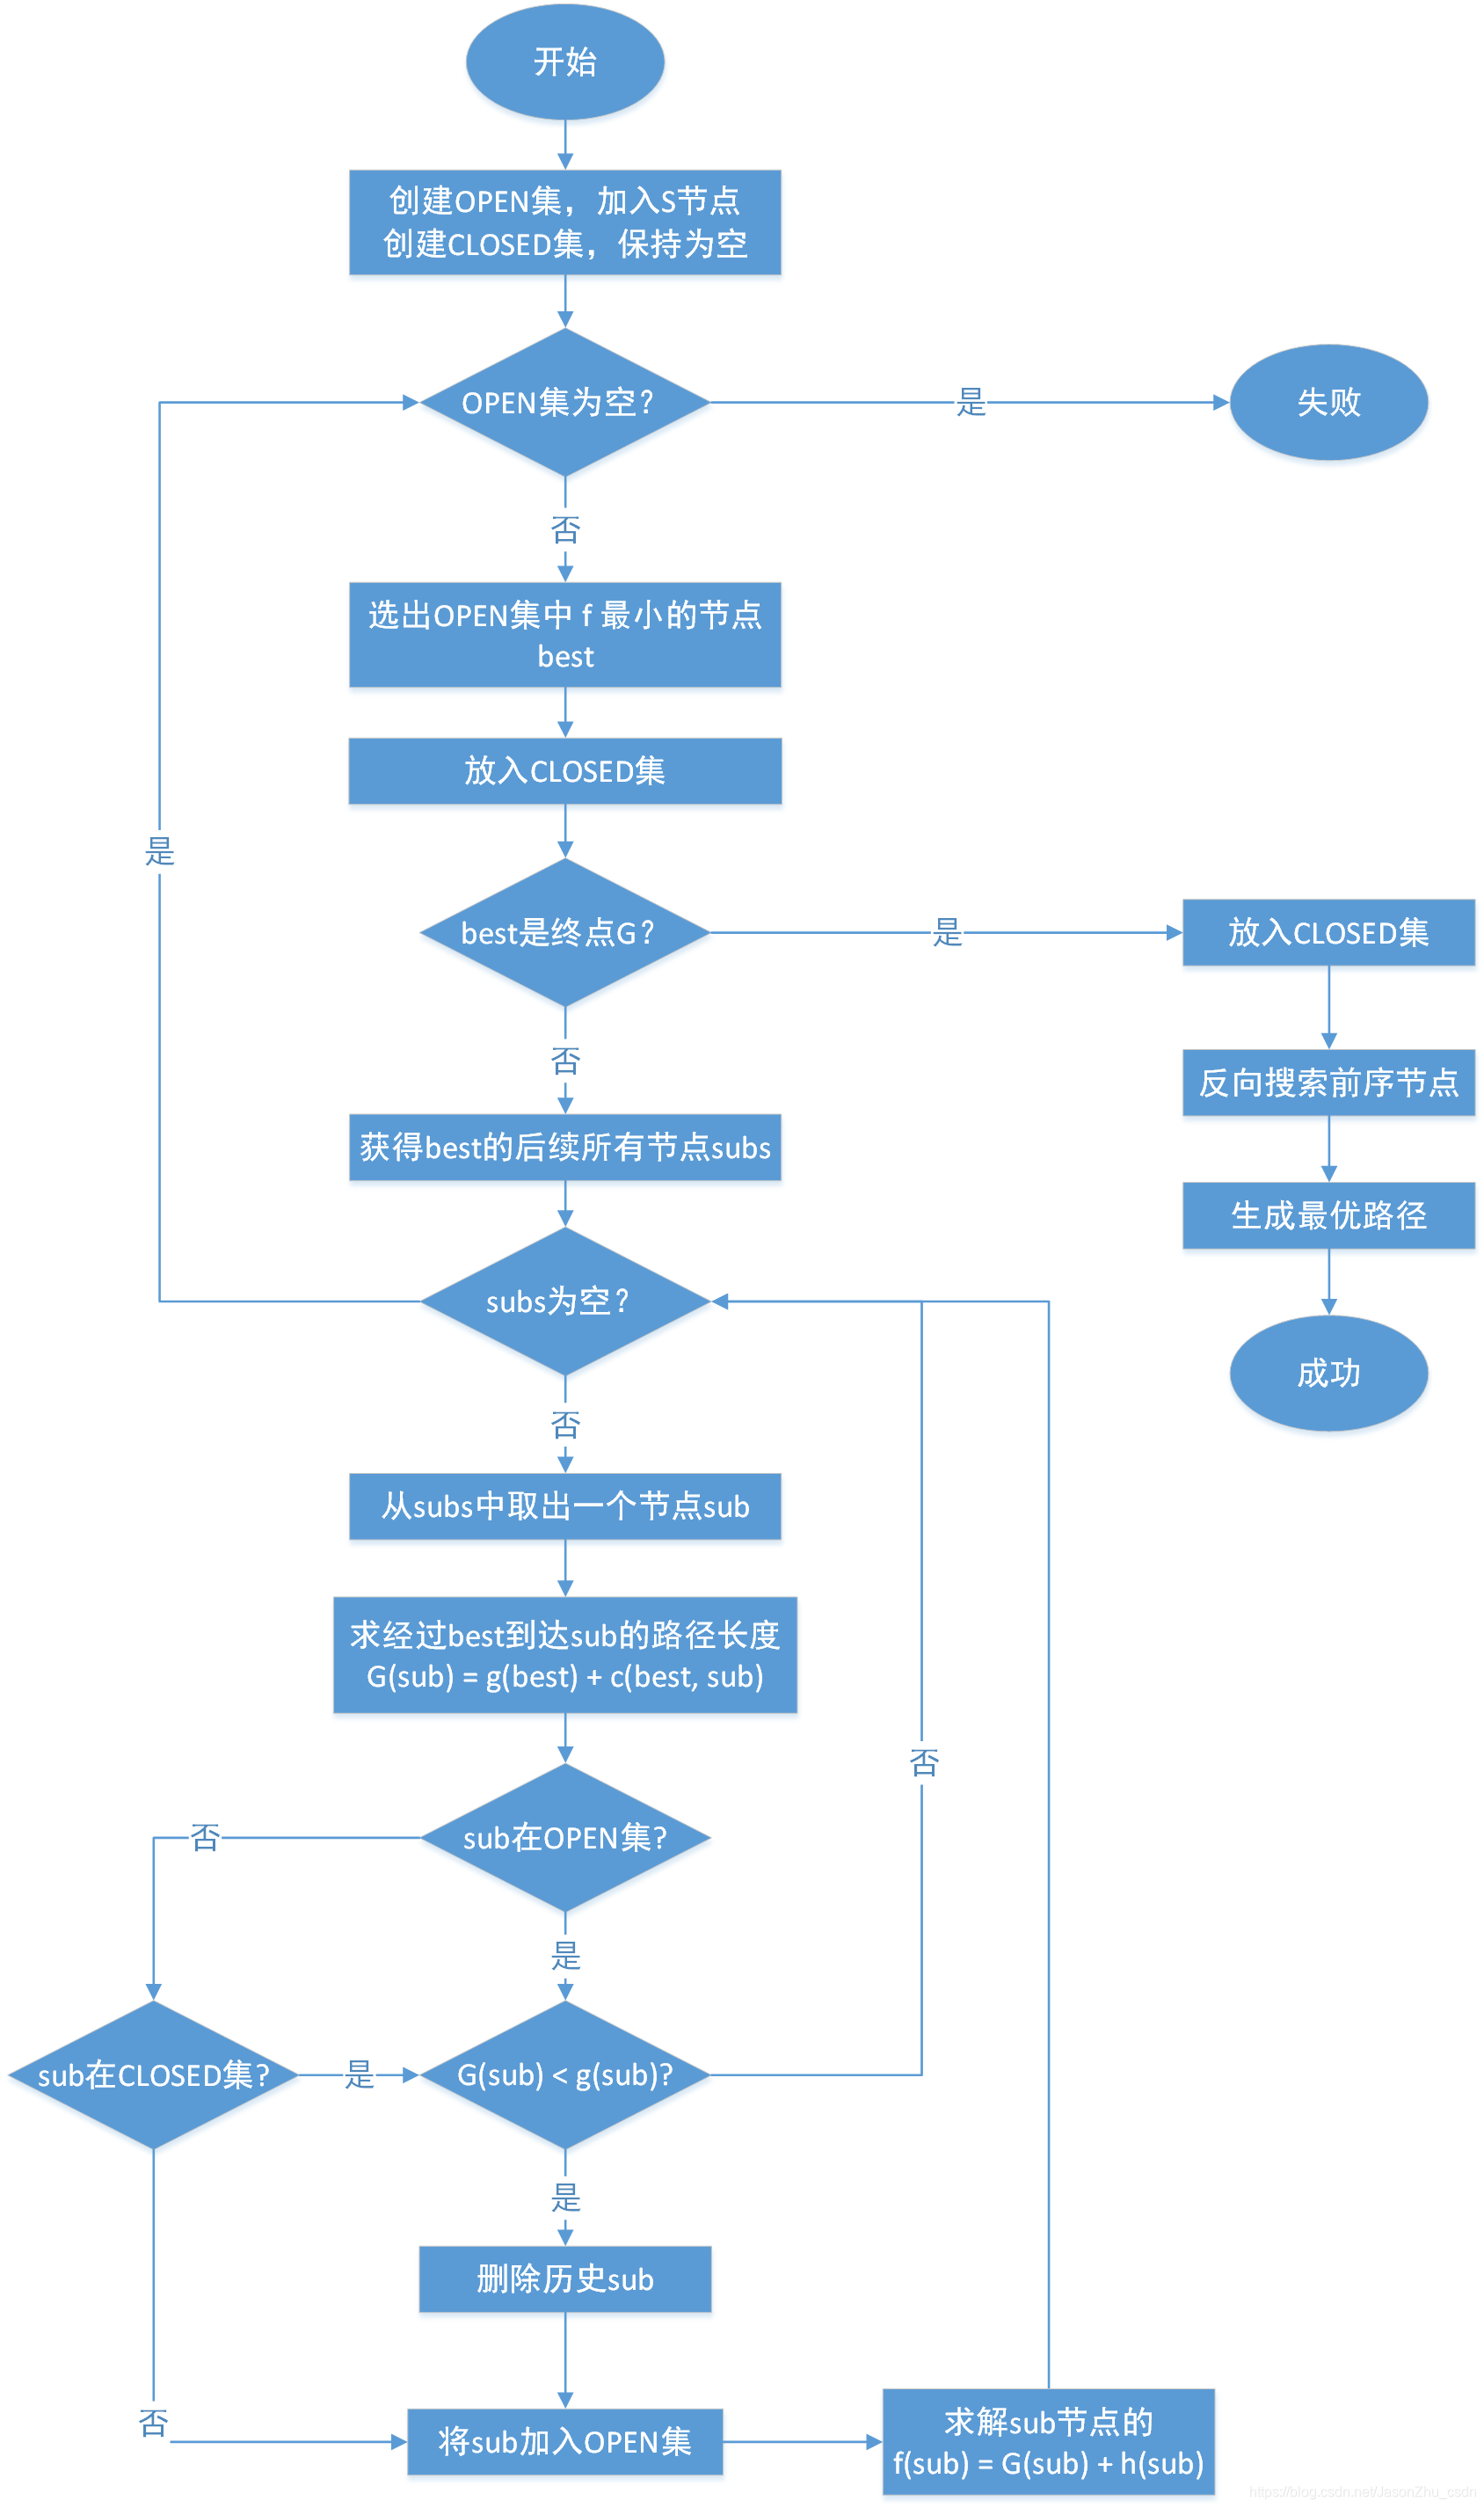 开始
创建OPEN集，加入S节点
创建CLOSED集，保持为空
OPEN集为空？
是
失败
否
选出OPEN集中 f 最小的节点
best
放入CLOSED集
是
best是终点G？
是
放入CLOSED集
否
反向搜索前序节点
获得best的后续所有节点subs
生成最优路径
subs为空？
成功
否
从subs中取出一个节点sub
求经过best到达sub的路径长度
G(sub) = g(best) + c(best, sub)
否
sub在OPEN集？
否
是
sub在CLOSED集？
是
G(sub) < g(sub)?
是
删除历史sub
否
将sub加入OPEN集
求解sub节点的
f(sub) = G(sub) + h(sub)
https://blog.csdn.net/JasonZhu_csdn